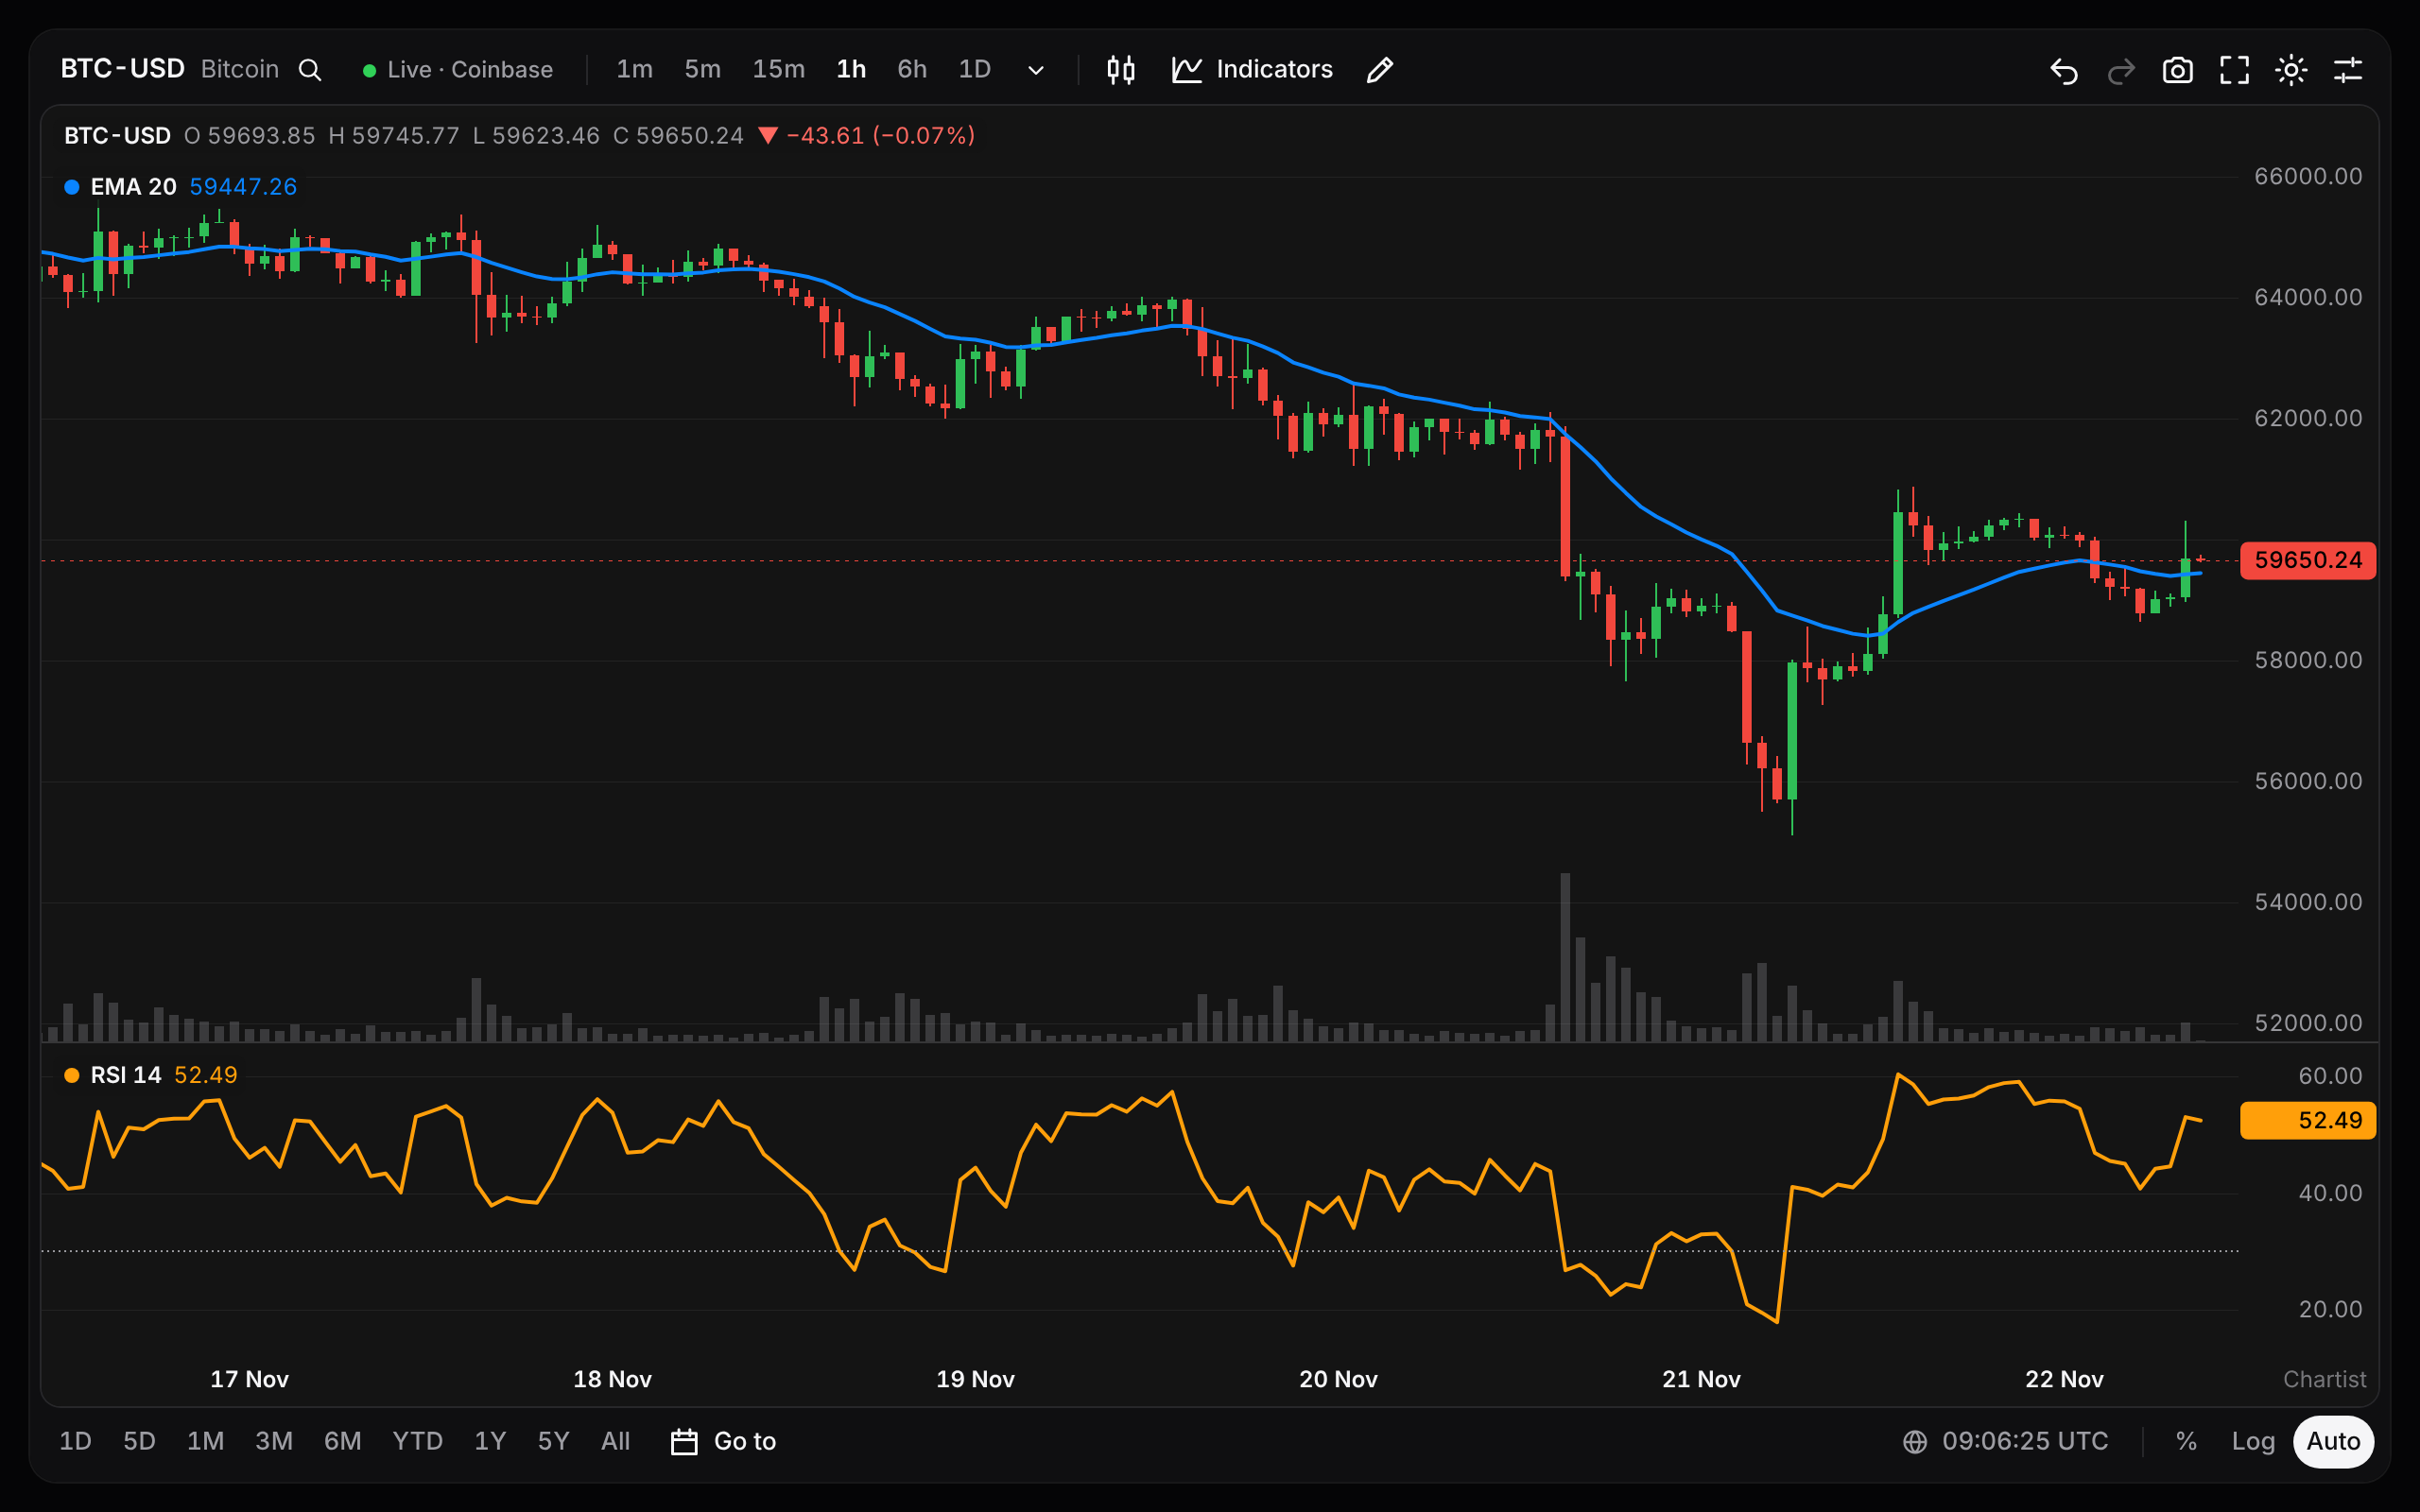 BTC-USD Bitcoin Live · Coinbase 1m 5m 15m 1h 6h 1D Indicators
BTC-USD O 59693.85 H 59745.77 L 59623.46 C 59650.24 ▼ −43.61 (−0.07%)
EMA 20 59447.26
66000.00
64000.00
62000.00
59650.24
58000.00
56000.00
54000.00
52000.00
RSI 14 52.49
60.00
52.49
40.00
20.00
17 Nov 18 Nov 19 Nov 20 Nov 21 Nov 22 Nov Chartist
1D 5D 1M 3M 6M YTD 1Y 5Y All Go to 09:06:25 UTC % Log Auto